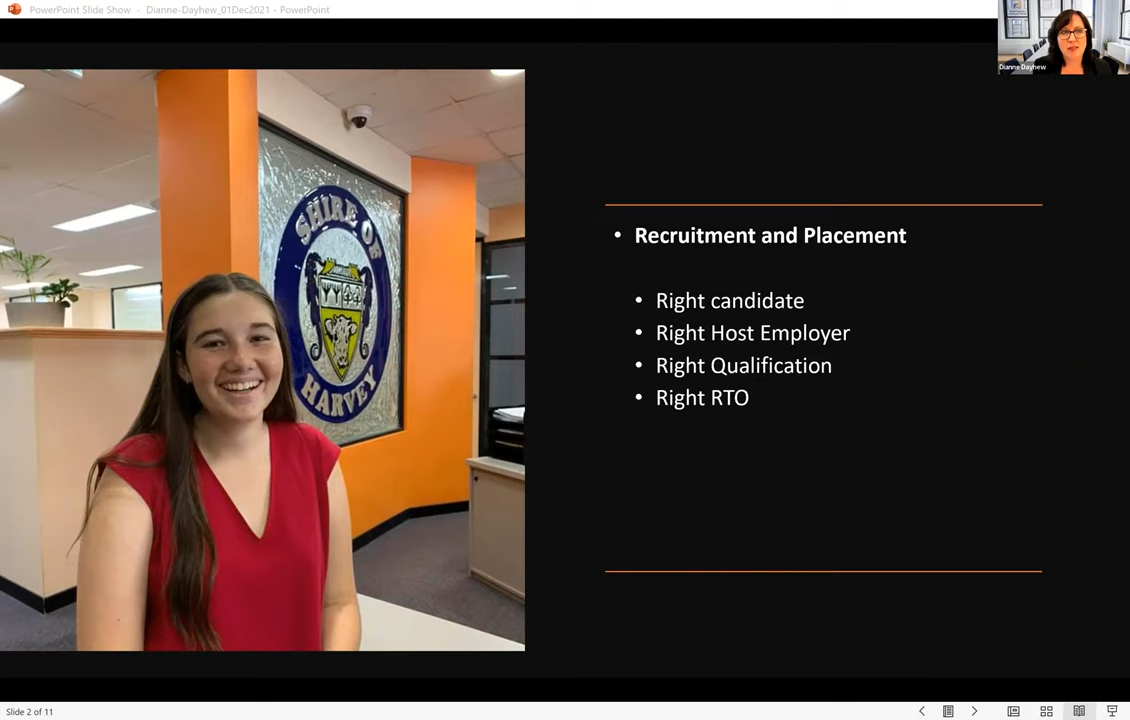 PowerPoint Slide Show - Dianne-Dayhew_01Dec2021 - PowerPoint
Dianne Dayhew
SHIRE OF
HARVEY
• Recruitment and Placement
• Right candidate
• Right Host Employer
• Right Qualification
• Right RTO
Slide 2 of 11